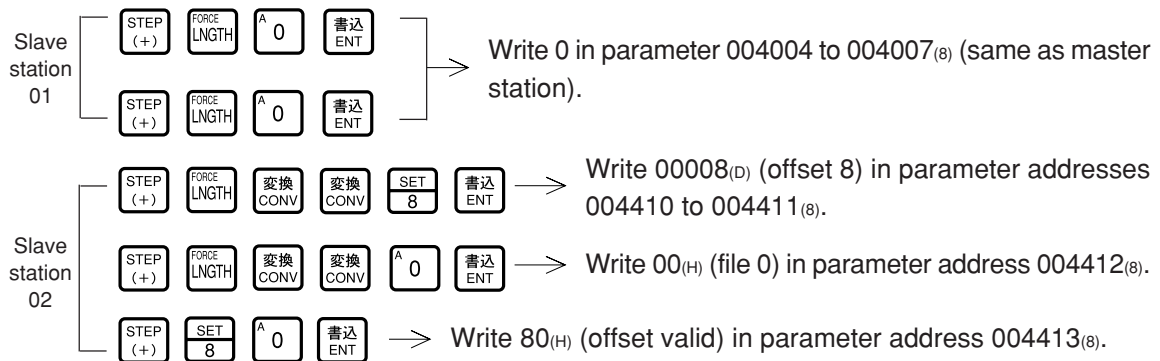 Slave
station
01
STEP
(+)
FORCE
LNGTH
A
0
書込
ENT
STEP
(+)
FORCE
LNGTH
A
0
書込
ENT
Write 0 in parameter 004004 to 004007(8) (same as master
station).
Slave
station
02
STEP
(+)
FORCE
LNGTH
変換
CONV
変換
CONV
SET
8
書込
ENT
Write 00008(D) (offset 8) in parameter addresses
004410 to 004411(8).
STEP
(+)
FORCE
LNGTH
変換
CONV
変換
CONV
A
0
書込
ENT
Write 00(H) (file 0) in parameter address 004412(8).
STEP
(+)
SET
8
A
0
書込
ENT
Write 80(H) (offset valid) in parameter address 004413(8).